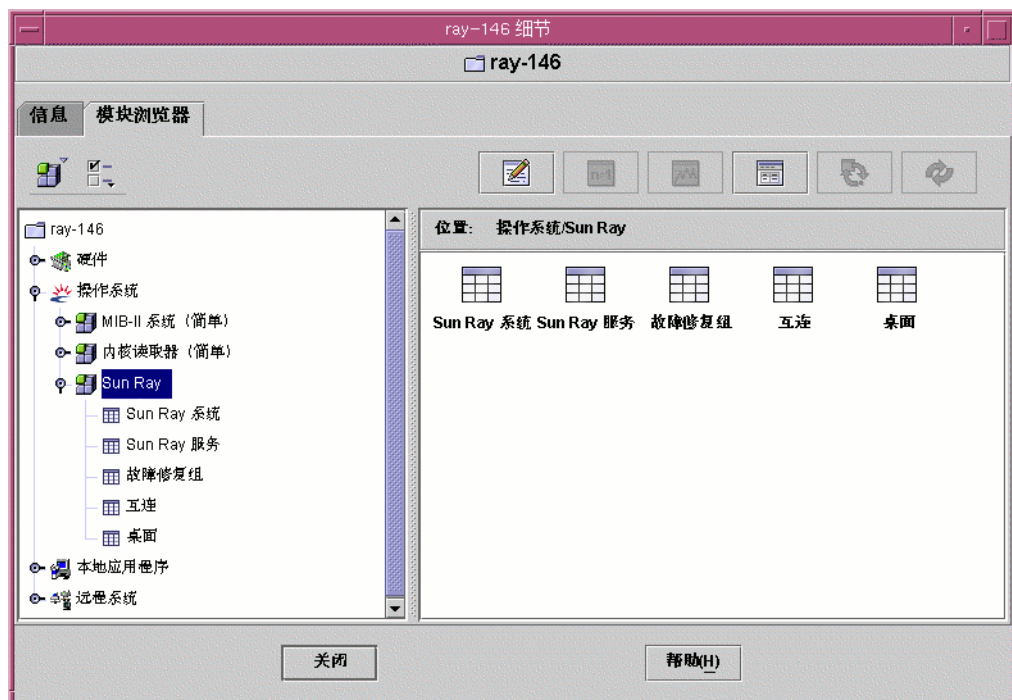 ray-146 细节
ray-146
信息
模块浏览器
ray-146
硬件
操作系统
MIB-II 系统 (简单)
内核读取器 (简单)
Sun Ray
Sun Ray 系统
Sun Ray 服务
故障修复组
互连
桌面
本地应用程序
远程系统
位置: 操作系统/Sun Ray
Sun Ray 系统 Sun Ray 服务 故障修复组 互连 桌面
关闭
帮助(H)